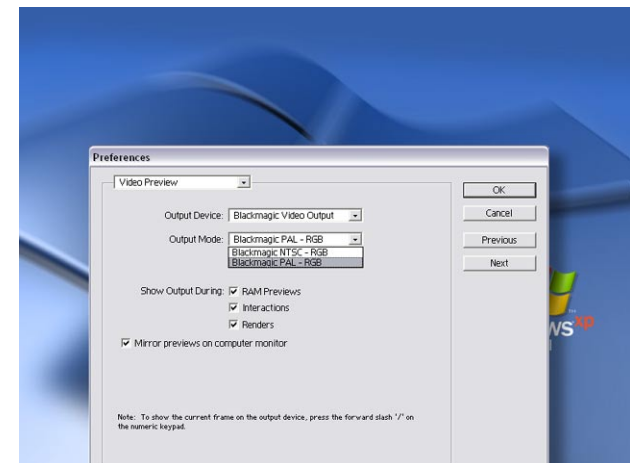 Preferences
Video Preview
OK
Output Device: Blackmagic Video Output
Cancel
Output Mode: Blackmagic PAL - RGB
Previous
Blackmagic NTSC - RGB
Blackmagic PAL - RGB
Next
Show Output During: RAM Previews
Interactions
Renders
Mirror previews on computer monitor
Note: To show the current frame on the output device, press the forward slash '/' on
the numeric keypad.
ws xp